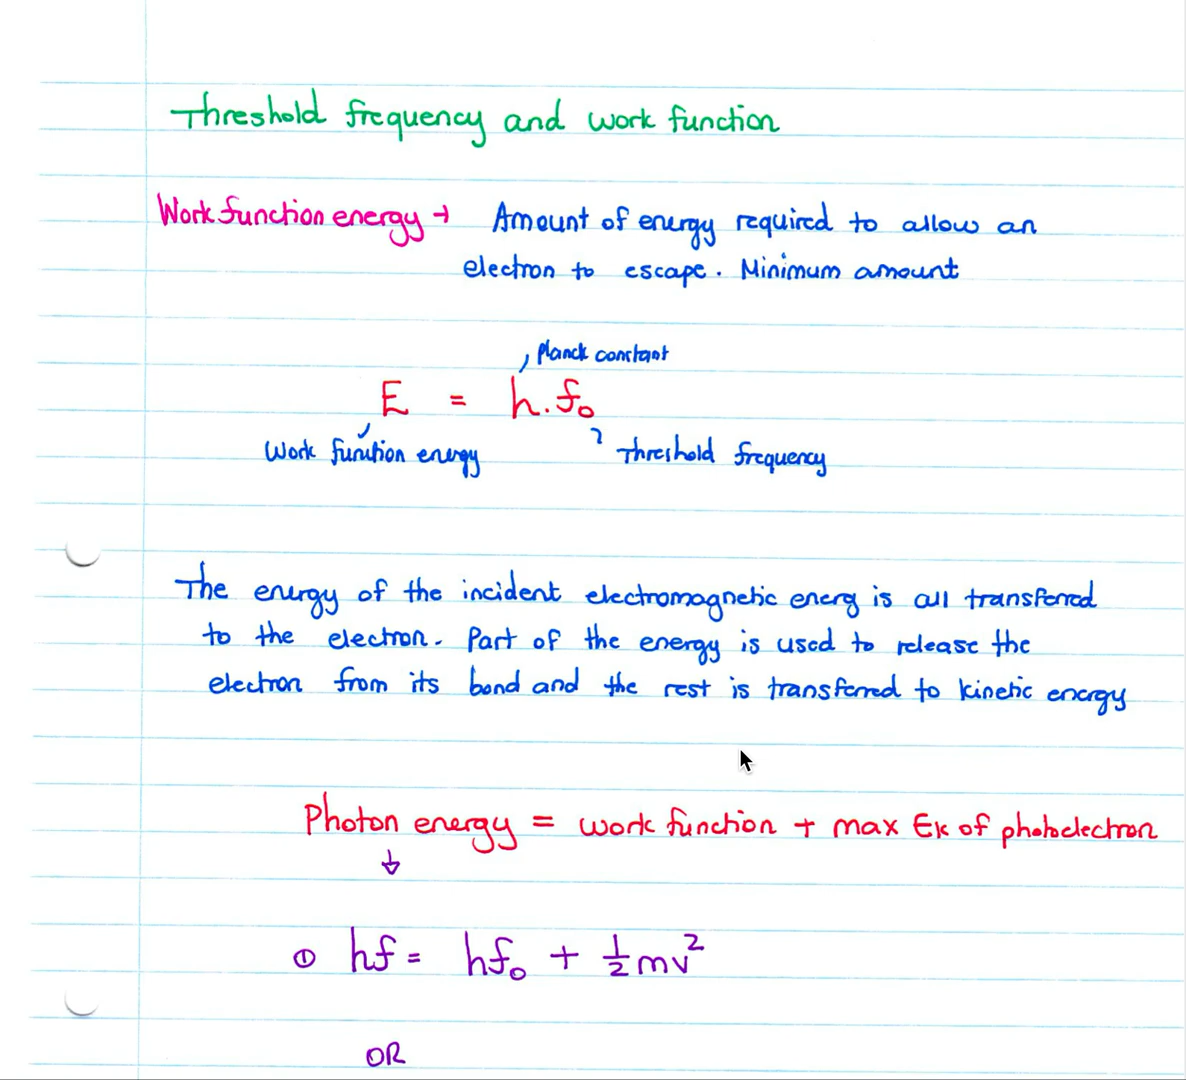 Threshold frequency and work function
Work function energy → Amount of energy required to allow an
electron to escape. Minimum amount
Planck constant
E = h.f₀
Work function energy Threshold frequency
The energy of the incident electromagnetic energ is all transferred
to the electron. Part of the energy is used to release the
electron from its bond and the rest is transferred to kinetic energy
Photon energy = work function + max Ek of photoelectron
↓
① hf = hf₀ + ½mv²
OR